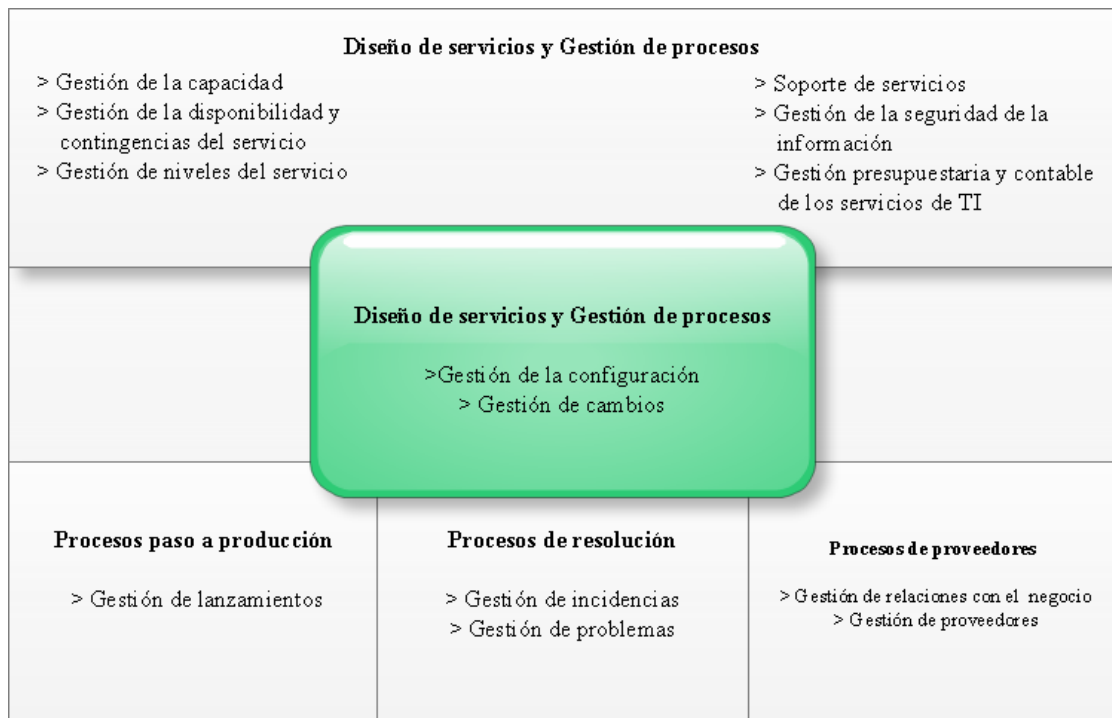 Diseño de servicios y Gestión de procesos
> Gestión de la capacidad
> Gestión de la disponibilidad y
contingencias del servicio
> Gestión de niveles del servicio
> Soporte de servicios
> Gestión de la seguridad de la
información
> Gestión presupuestaria y contable
de los servicios de TI
Diseño de servicios y Gestión de procesos
>Gestión de la configuración
> Gestión de cambios
Procesos paso a producción
> Gestión de lanzamientos
Procesos de resolución
> Gestión de incidencias
> Gestión de problemas
Procesos de proveedores
> Gestión de relaciones con el negocio
> Gestión de proveedores